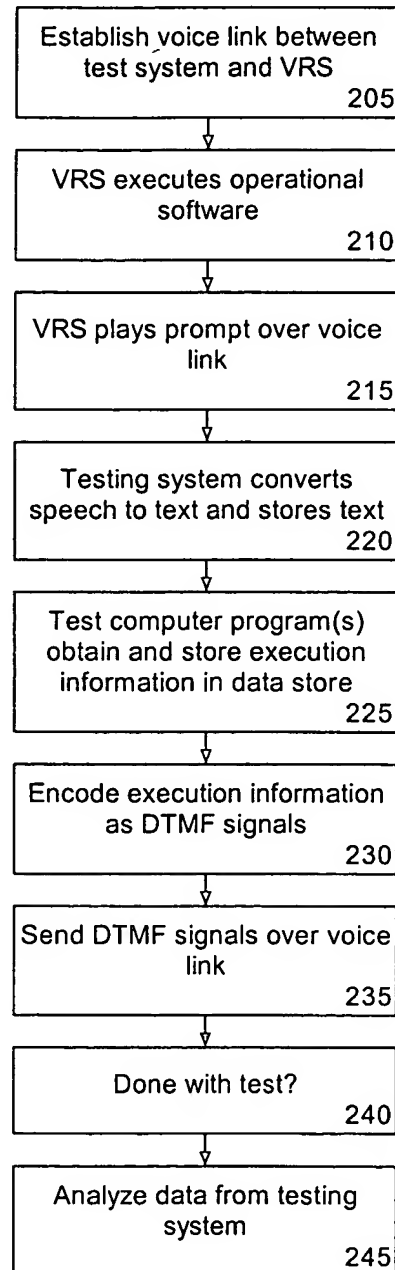 Establish voice link between
test system and VRS
205
VRS executes operational
software
210
VRS plays prompt over voice
link
215
Testing system converts
speech to text and stores text
220
Test computer program(s)
obtain and store execution
information in data store
225
Encode execution information
as DTMF signals
230
Send DTMF signals over voice
link
235
Done with test?
240
Analyze data from testing
system
245